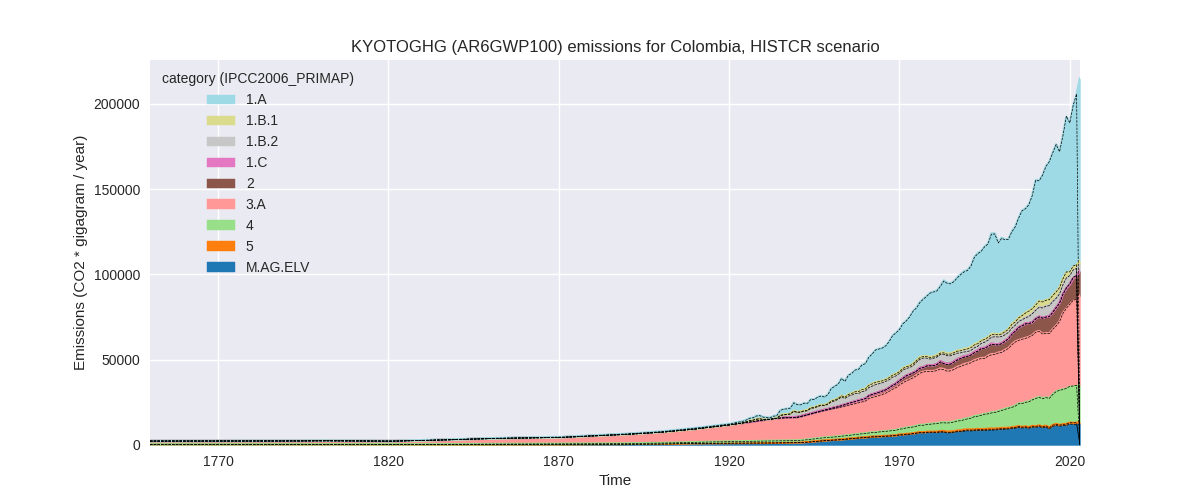 KYOTOGHG (AR6GWP100) emissions for Colombia, HISTCR scenario
category (IPCC2006_PRIMAP)
1.A
1.B.1
1.B.2
1.C
2
3.A
4
5
M.AG.ELV
Emissions (CO2 * gigagram / year)
200000
150000
100000
50000
0
1770 1820 1870 1920 1970 2020
Time